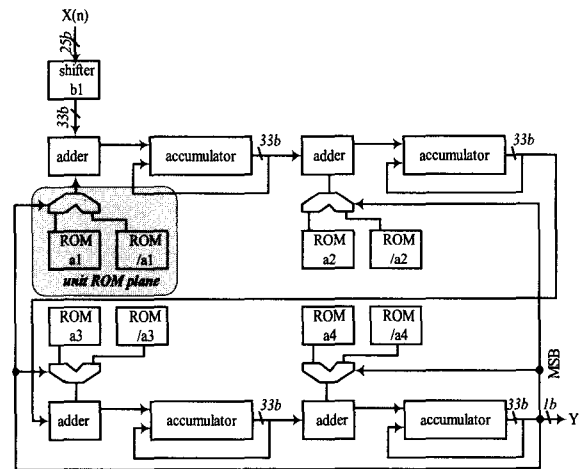 X(n)
25b
shifter
b1
33b
adder
accumulator
33b
adder
accumulator
33b
ROM
a1
ROM
/a1
unit ROM plane
ROM
a2
ROM
/a2
ROM
a3
ROM
/a3
ROM
a4
ROM
/a4
MSB
adder
accumulator
33b
adder
accumulator
33b
1b
Y